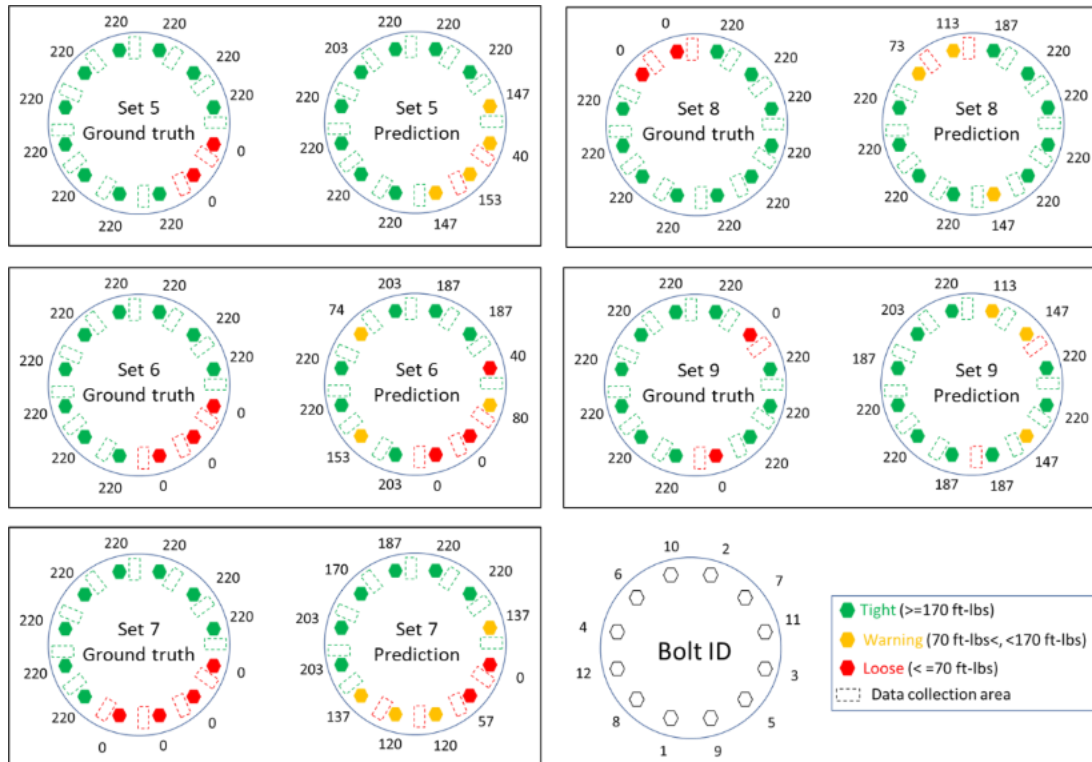 220 220
220 220
220 220
220 0
220 0
220 220
Set 5
Ground truth
220 220
203 220
220 147
220 40
220 153
220 147
Set 5
Prediction
0 220
0 220
220 220
220 220
220 220
220 220
Set 8
Ground truth
113 187
73 220
220 220
220 220
220 220
220 147
Set 8
Prediction
220 220
220 220
220 220
220 0
220 0
220 0
Set 6
Ground truth
203 187
74 187
220 40
220 80
153 0
203 0
Set 6
Prediction
220 220
220 0
220 220
220 220
220 220
220 0
Set 9
Ground truth
220 113
203 147
187 220
220 220
220 147
187 187
Set 9
Prediction
220 220
220 220
220 220
220 0
220 0
0 0
Set 7
Ground truth
187 220
170 220
203 137
203 0
137 57
120 120
Set 7
Prediction
10 2
6 7
4 11
12 3
8 5
1 9
Bolt ID
Tight (>=170 ft-lbs)
Warning (70 ft-lbs<, <170 ft-lbs)
Loose (< =70 ft-lbs)
Data collection area